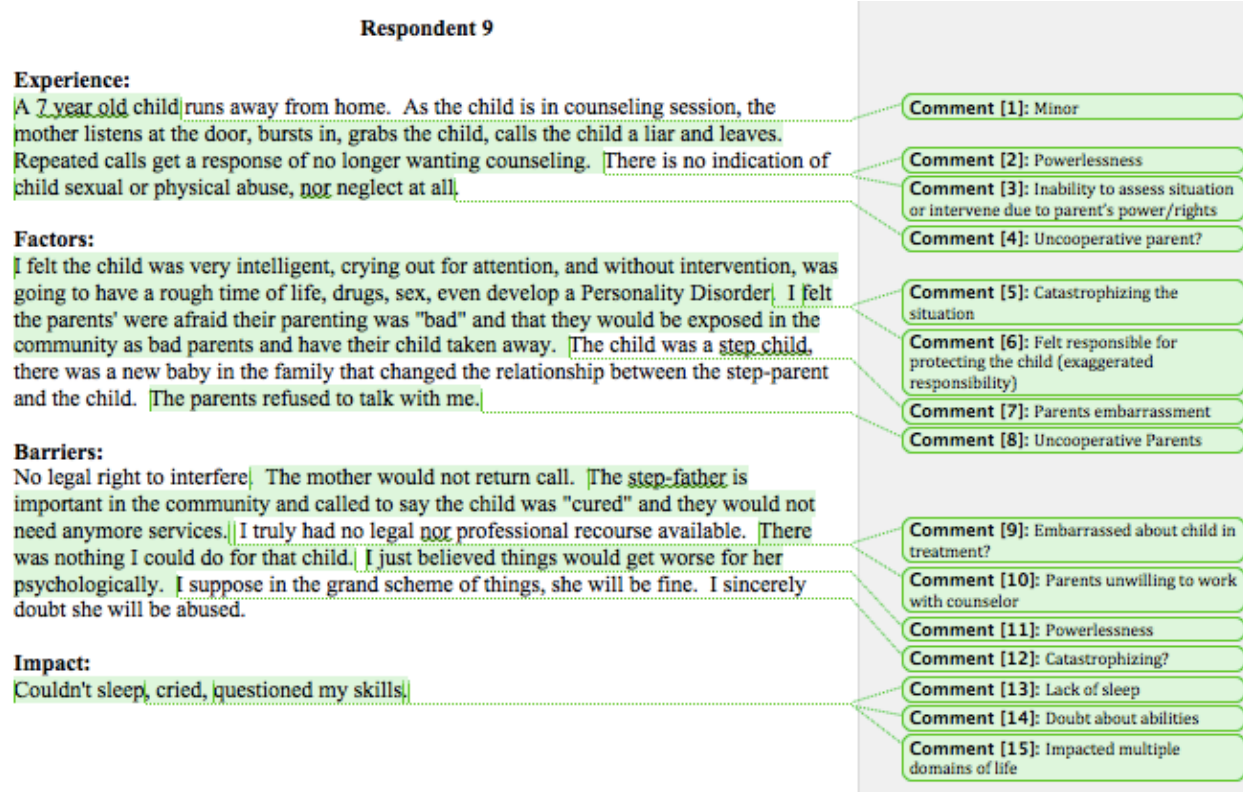 Respondent 9
Experience:
A 7 year old child runs away from home. As the child is in counseling session, the
mother listens at the door, bursts in, grabs the child, calls the child a liar and leaves.
Repeated calls get a response of no longer wanting counseling. There is no indication of
child sexual or physical abuse, nor neglect at all.
Factors:
I felt the child was very intelligent, crying out for attention, and without intervention, was
going to have a rough time of life, drugs, sex, even develop a Personality Disorder. I felt
the parents' were afraid their parenting was "bad" and that they would be exposed in the
community as bad parents and have their child taken away. The child was a step child,
there was a new baby in the family that changed the relationship between the step-parent
and the child. The parents refused to talk with me.
Barriers:
No legal right to interfere. The mother would not return call. The step-father is
important in the community and called to say the child was "cured" and they would not
need anymore services. I truly had no legal nor professional recourse available. There
was nothing I could do for that child. I just believed things would get worse for her
psychologically. I suppose in the grand scheme of things, she will be fine. I sincerely
doubt she will be abused.
Impact:
Couldn't sleep, cried, questioned my skills.
Comment [1]: Minor
Comment [2]: Powerlessness
Comment [3]: Inability to assess situation
or intervene due to parent's power/rights
Comment [4]: Uncooperative parent?
Comment [5]: Catastrophizing the
situation
Comment [6]: Felt responsible for
protecting the child (exaggerated
responsibility)
Comment [7]: Parents embarrassment
Comment [8]: Uncooperative Parents
Comment [9]: Embarrassed about child in
treatment?
Comment [10]: Parents unwilling to work
with counselor
Comment [11]: Powerlessness
Comment [12]: Catastrophizing?
Comment [13]: Lack of sleep
Comment [14]: Doubt about abilities
Comment [15]: Impacted multiple
domains of life